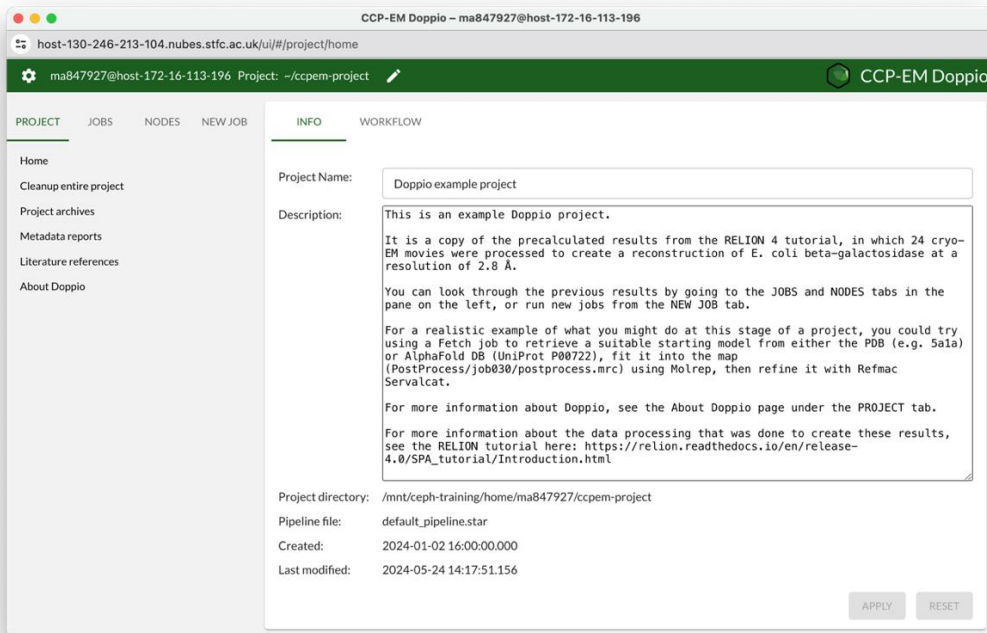 CCP-EM Doppio – ma847927@host-172-16-113-196
host-130-246-213-104.nubes.stfc.ac.uk/ui/#/project/home
ma847927@host-172-16-113-196 Project: ~/ccpem-project
CCP-EM Doppio
PROJECT JOBS NODES NEW JOB
INFO WORKFLOW
Home
Cleanup entire project
Project archives
Metadata reports
Literature references
About Doppio
Project Name: Doppio example project
Description: This is an example Doppio project.
It is a copy of the precalculated results from the RELION 4 tutorial, in which 24 cryo-
EM movies were processed to create a reconstruction of E. coli beta-galactosidase at a
resolution of 2.8 Å.
You can look through the previous results by going to the JOBS and NODES tabs in the
pane on the left, or run new jobs from the NEW JOB tab.
For a realistic example of what you might do at this stage of a project, you could try
using a Fetch job to retrieve a suitable starting model from either the PDB (e.g. 5a1a)
or AlphaFold DB (UniProt P00722), fit it into the map
(PostProcess/job030/postprocess.mrc) using Molrep, then refine it with Refmac
Servalcat.
For more information about Doppio, see the About Doppio page under the PROJECT tab.
For more information about the data processing that was done to create these results,
see the RELION tutorial here: https://relion.readthedocs.io/en/release-
4.0/SPA_tutorial/Introduction.html
Project directory: /mnt/ceph-training/home/ma847927/ccpem-project
Pipeline file: default_pipeline.star
Created: 2024-01-02 16:00:00.000
Last modified: 2024-05-24 14:17:51.156
APPLY RESET